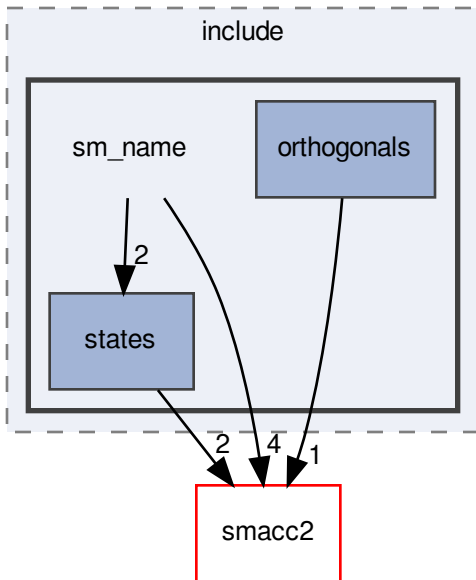 include
sm_name
orthogonals
2
states
2
4
1
smacc2